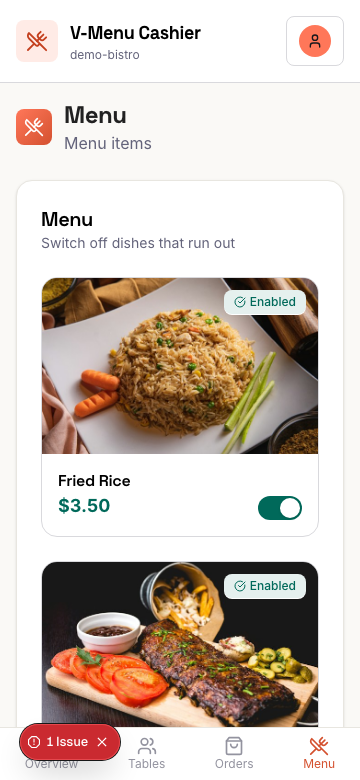 V-Menu Cashier
demo-bistro
Menu
Menu items
Menu
Switch off dishes that run out
Enabled
Fried Rice
$3.50
Enabled
1 Issue
Overview
Tables
Orders
Menu